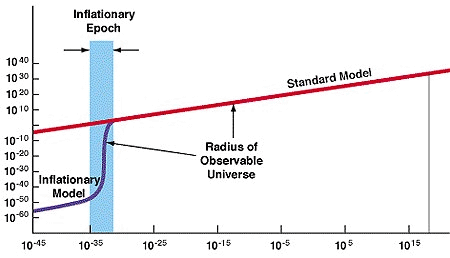 Inflationary
Epoch
Standard Model
Radius of
Observable
Universe
Inflationary
Model
10^40
10^30
10^20
10^10
10^-10
10^-20
10^-30
10^-40
10^-50
10^-60
10^-45
10^-35
10^-25
10^-15
10^-5
10^5
10^15